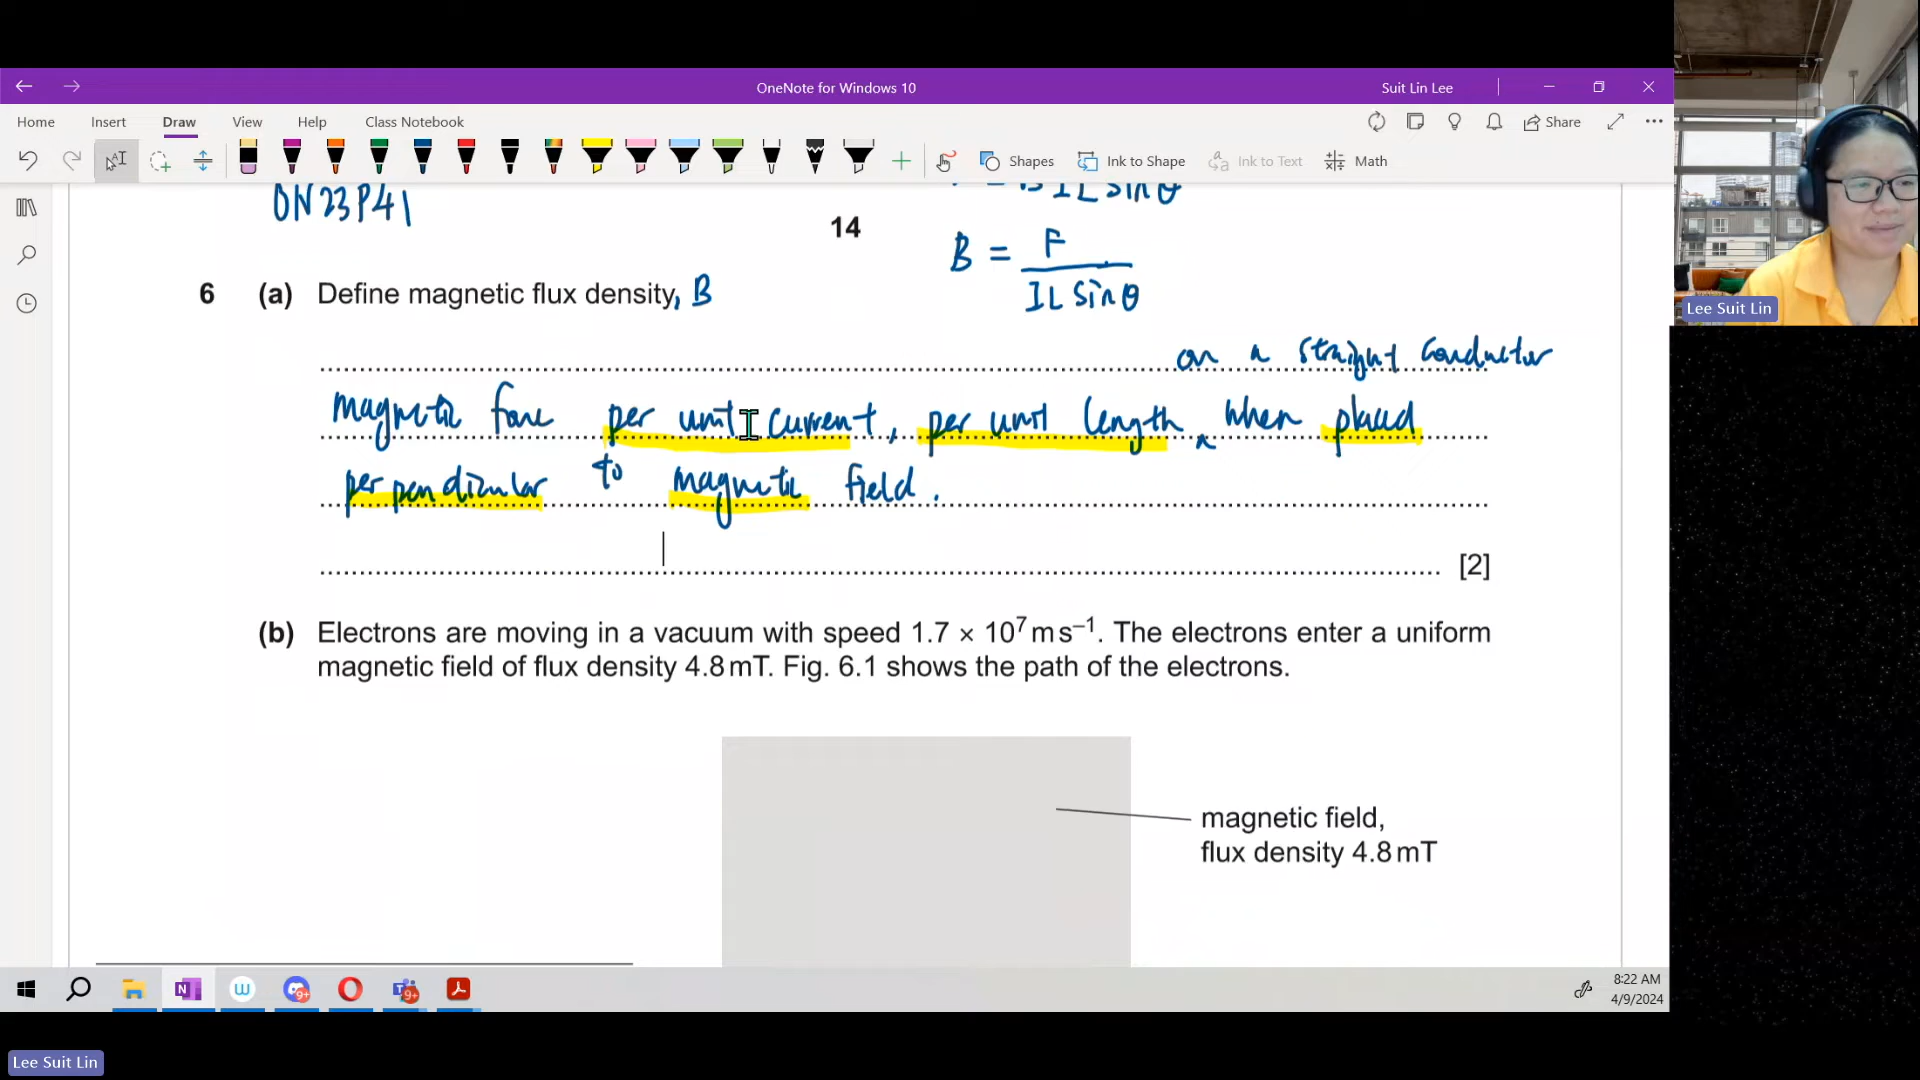 OneNote for Windows 10
Suit Lin Lee
Home Insert Draw View Help Class Notebook
Share
Shapes Ink to Shape Ink to Text Math
ON23P41
BIL Sinθ
14
B = F
IL Sinθ
6 (a) Define magnetic flux density, B
on a straight conductor
magnetic force per unit current, per unit length ^ when placed
perpendicular to magnetic field.
[2]
(b) Electrons are moving in a vacuum with speed 1.7 × 10⁷ m s⁻¹. The electrons enter a uniform
magnetic field of flux density 4.8 mT. Fig. 6.1 shows the path of the electrons.
magnetic field,
flux density 4.8 mT
8:22 AM
4/9/2024
Lee Suit Lin
Lee Suit Lin